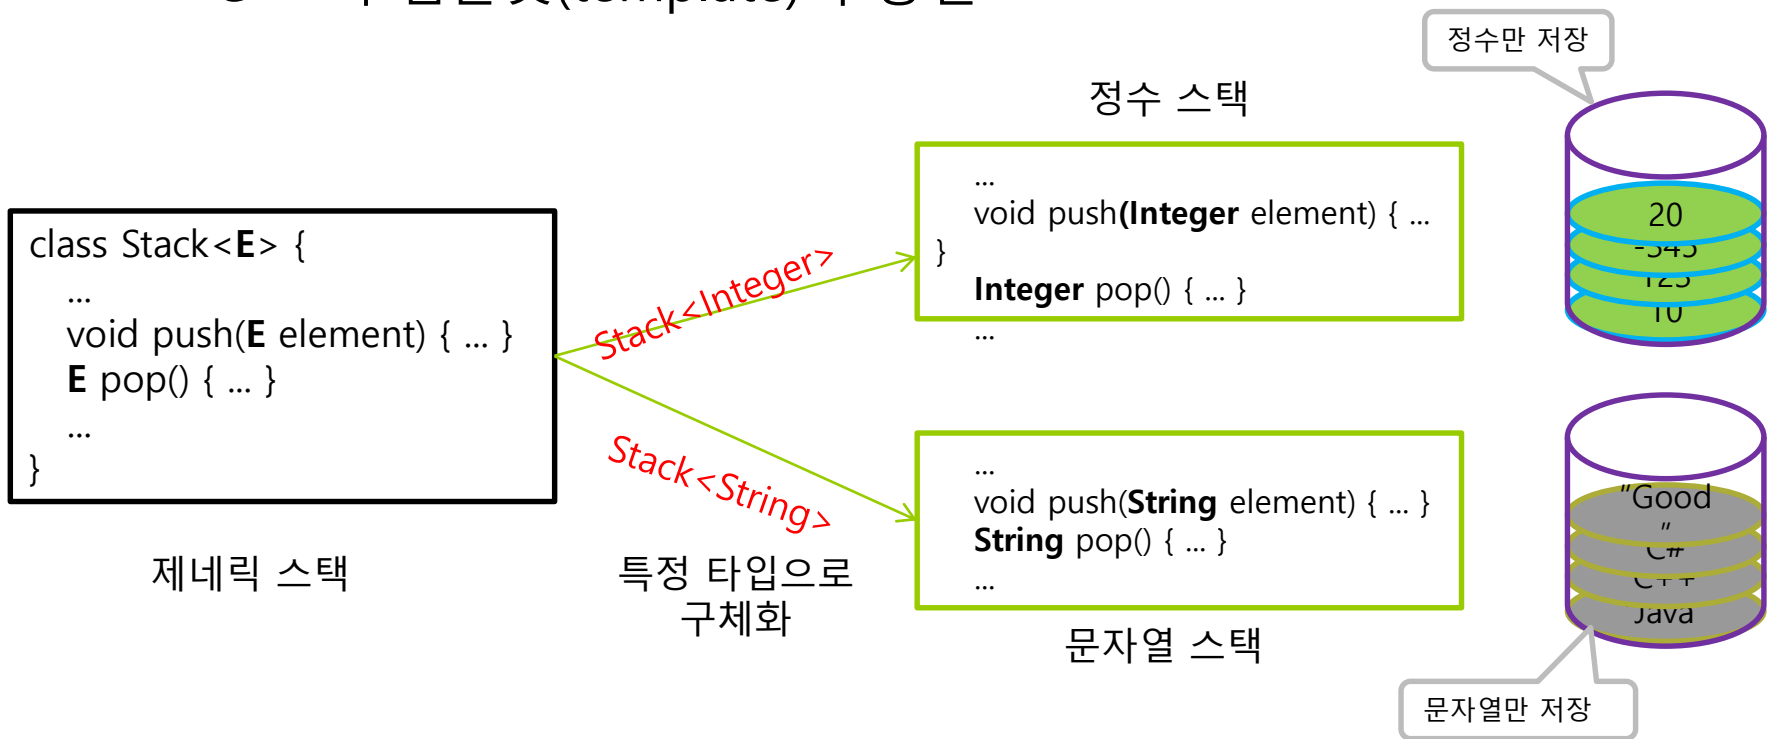 (template)
정수만 저장
정수 스택
class Stack<E> {
...
void push(E element) { ... }
E pop() { ... }
...
}
제네릭 스택
Stack<Integer>
Stack<String>
특정 타입으로
구체화
...
void push(Integer element) { ...
}
Integer pop() { ... }
...
20
-345
123
10
...
void push(String element) { ... }
String pop() { ... }
...
문자열 스택
"Good
"
C#
C++
Java
문자열만 저장